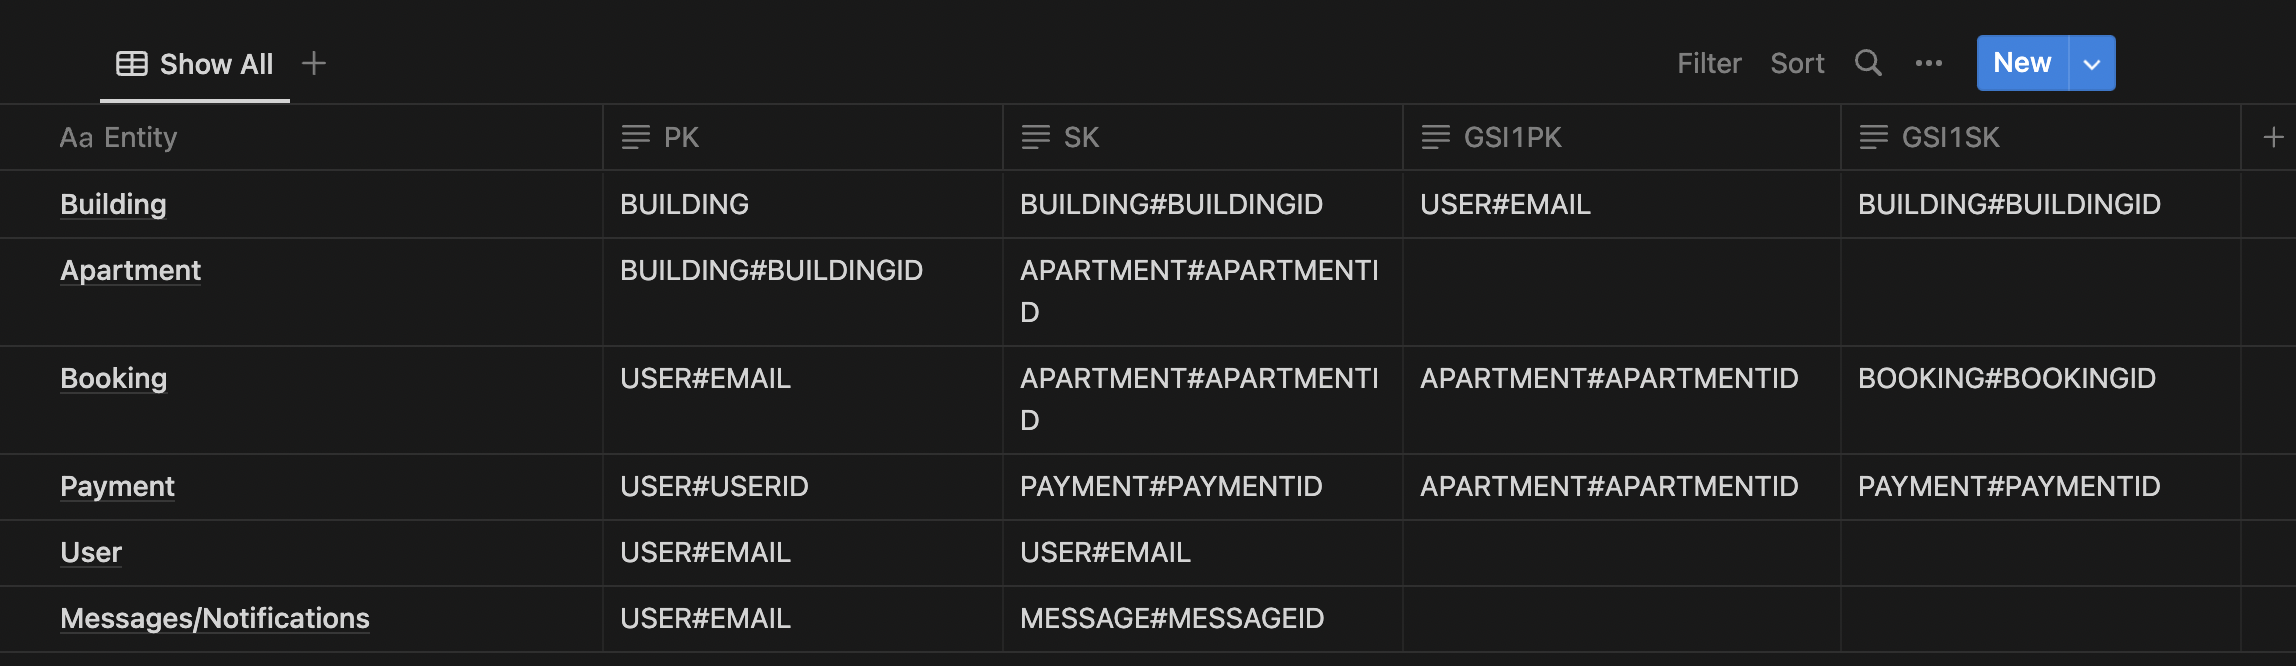 Show All
Filter Sort New
Aa Entity PK SK GSI1PK GSI1SK
Building BUILDING BUILDING#BUILDINGID USER#EMAIL BUILDING#BUILDINGID
Apartment BUILDING#BUILDINGID APARTMENT#APARTMENTI
D
Booking USER#EMAIL APARTMENT#APARTMENTI APARTMENT#APARTMENTID BOOKING#BOOKINGID
D
Payment USER#USERID PAYMENT#PAYMENTID APARTMENT#APARTMENTID PAYMENT#PAYMENTID
User USER#EMAIL USER#EMAIL
Messages/Notifications USER#EMAIL MESSAGE#MESSAGEID